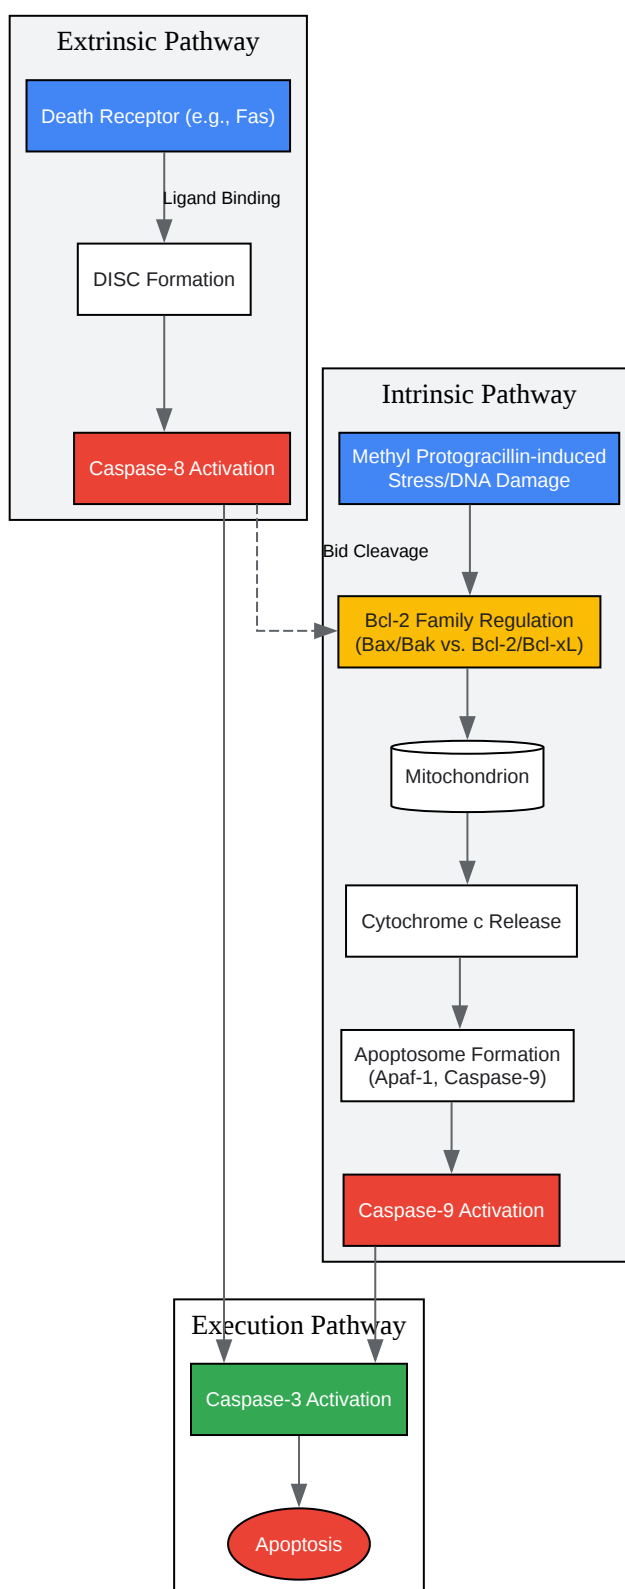 Extrinsic Pathway
Death Receptor (e.g., Fas)
Ligand Binding
DISC Formation
Caspase-8 Activation
Intrinsic Pathway
Methyl Protogracillin-induced
Stress/DNA Damage
Bid Cleavage
Bcl-2 Family Regulation
(Bax/Bak vs. Bcl-2/Bcl-xL)
Mitochondrion
Cytochrome c Release
Apoptosome Formation
(Apaf-1, Caspase-9)
Caspase-9 Activation
Execution Pathway
Caspase-3 Activation
Apoptosis